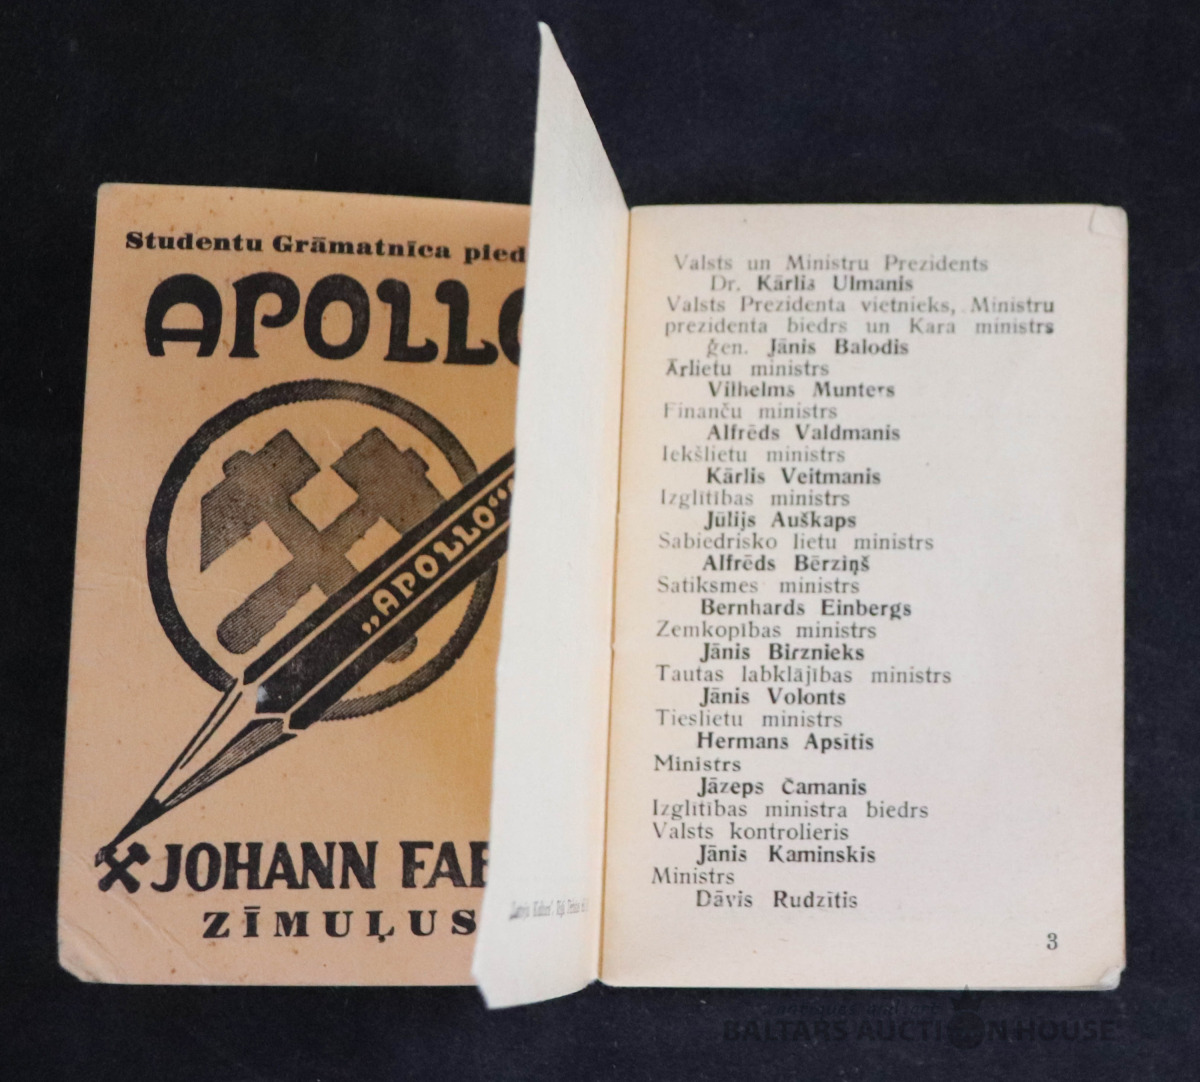 Studentu Grāmatnīca
APOLLO
„APOLLO“
JOHANN
ZĪMUĻUS
Valsts un Ministru Prezidents
Dr. Kārlis Ulmanis
Valsts Prezidenta vietnieks, Ministru
prezidenta biedrs un Kara ministrs
ģen. Jānis Balodis
Ārlietu ministrs
Vilhelms Munters
Finanču ministrs
Alfrēds Valdmanis
Iekšlietu ministrs
Kārlis Veitmanis
Izglītības ministrs
Jūlijs Auškaps
Sabiedrisko lietu ministrs
Alfrēds Bērziņš
Satiksmes ministrs
Bernhards Einbergs
Zemkopības ministrs
Jānis Birznieks
Tautas labklājības ministrs
Jānis Volonts
Tieslietu ministrs
Hermans Apsītis
Ministrs
Jāzeps Čamanis
Izglītības ministra biedrs
Valsts kontrolieris
Jānis Kaminskis
Ministrs
Dāvis Rudzītis
3
BALTARS AUCTION HOUSE